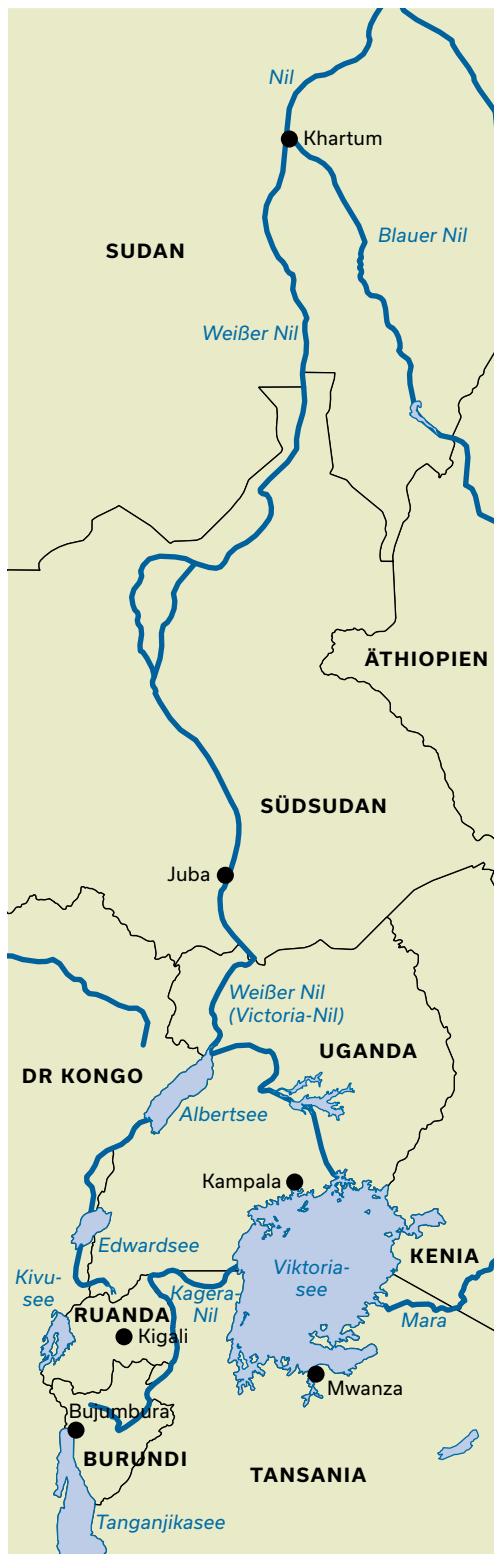 Nil
Khartum
Blauer Nil
SUDAN
Weißer Nil
ÄTHIOPIEN
SÜDSUDAN
Juba
Weißer Nil
(Victoria-Nil)
UGANDA
DR KONGO
Albertsee
Kampala
Edwardsee
KENIA
Viktoria-
see
Kivu-
see
Kagera-
Nil
RUANDA
Mara
Kigali
Mwanza
Bujumbura
BURUNDI
TANSANIA
Tanganjikasee